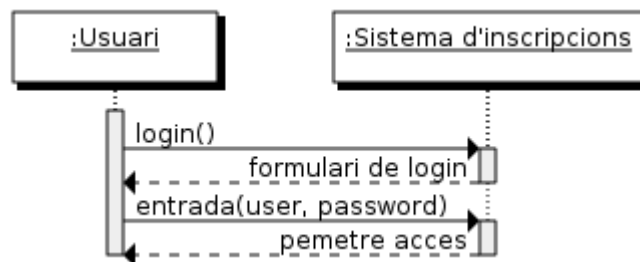 :Usuari
:Sistema d'inscripcions
login()
formulari de login
entrada(user, password)
pemetre acces